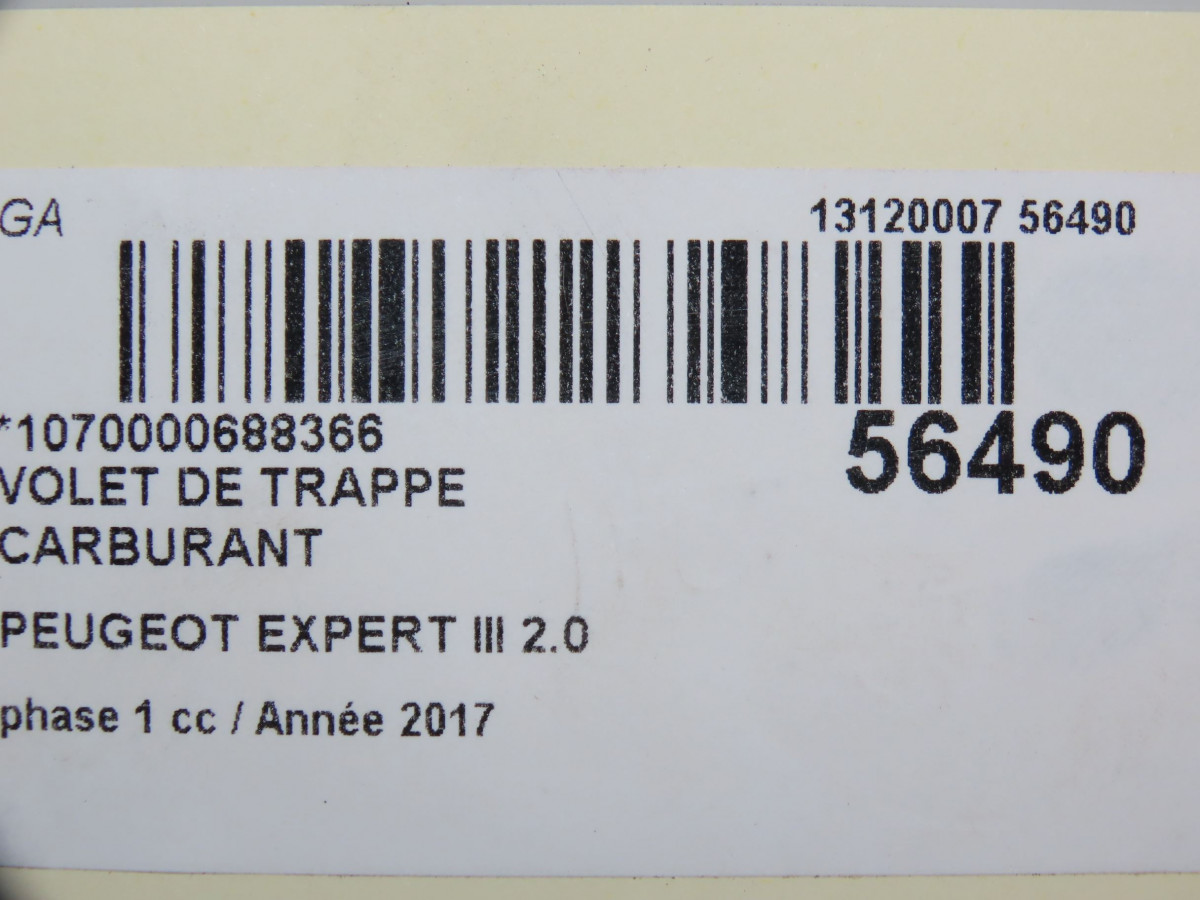 GA
13120007 56490
*1070000688366
56490
VOLET DE TRAPPE
CARBURANT
PEUGEOT EXPERT III 2.0
phase 1 cc / Année 2017